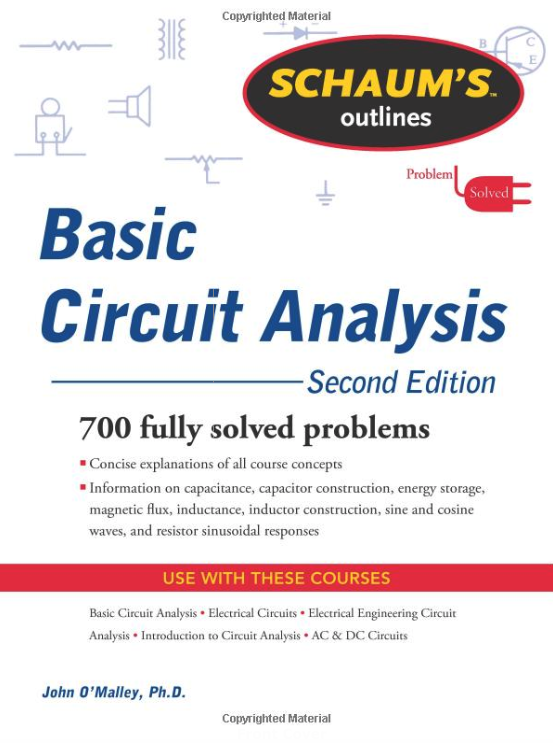 Copyrighted Material
B
C
E
SCHAUM'S™
outlines
Problem
Solved
Basic
Circuit Analysis
Second Edition
700 fully solved problems
▪ Concise explanations of all course concepts
▪ Information on capacitance, capacitor construction, energy storage,
magnetic flux, inductance, inductor construction, sine and cosine
waves, and resistor sinusoidal responses
USE WITH THESE COURSES
Basic Circuit Analysis • Electrical Circuits • Electrical Engineering Circuit
Analysis • Introduction to Circuit Analysis • AC & DC Circuits
John O'Malley, Ph.D.
Copyrighted Material